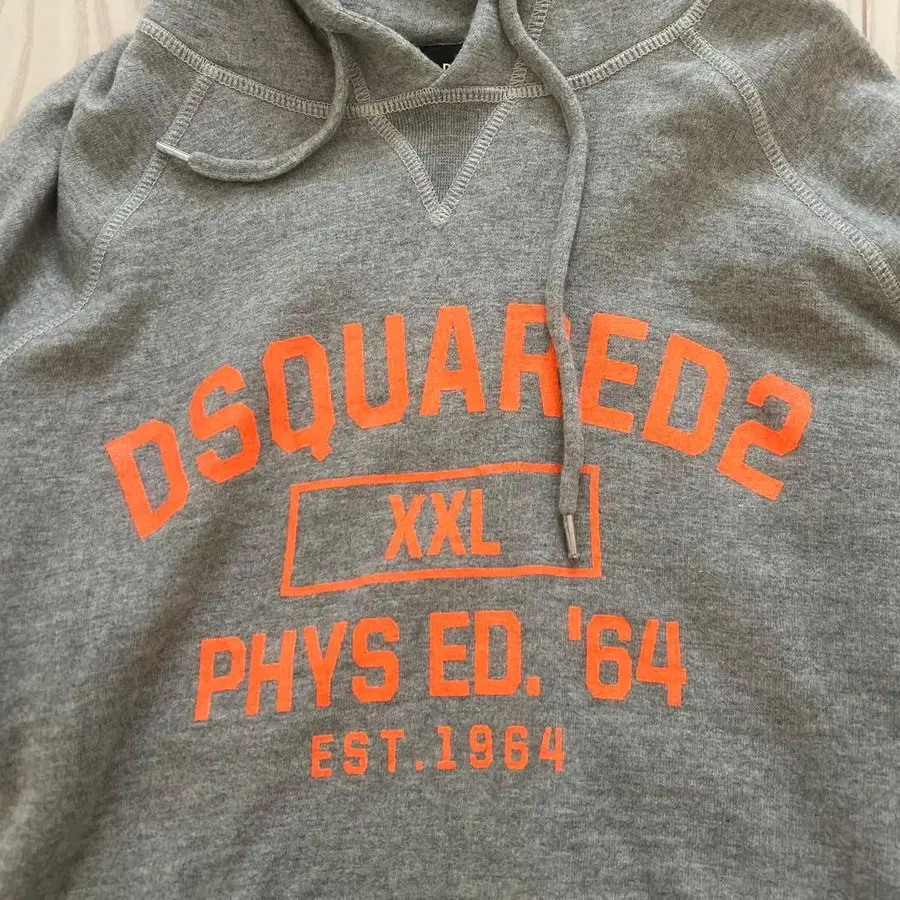 DSQUARED2
XXL
PHYS ED. '64
EST.1964